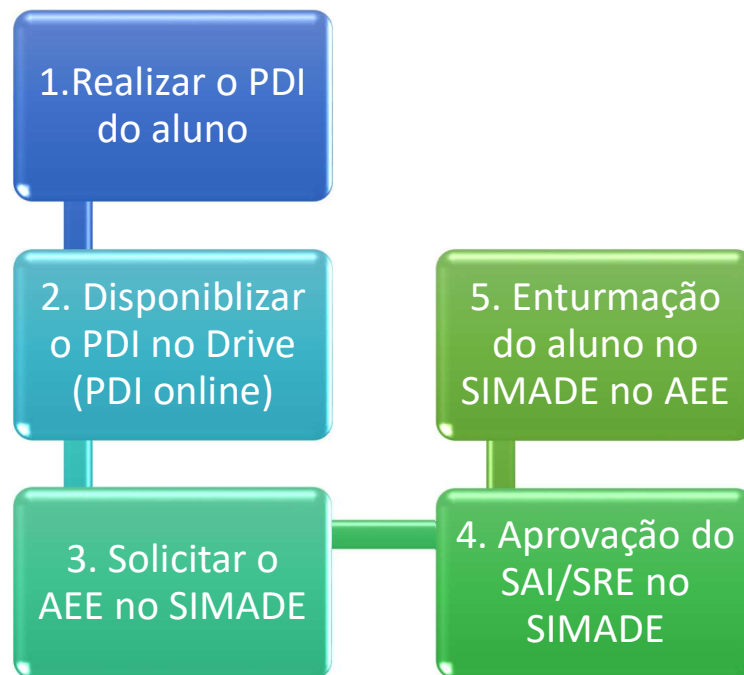 1.Realizar o PDI
do aluno
2. Disponiblizar
o PDI no Drive
(PDI online)
3. Solicitar o
AEE no SIMADE
4. Aprovação do
SAI/SRE no
SIMADE
5. Enturmação
do aluno no
SIMADE no AEE